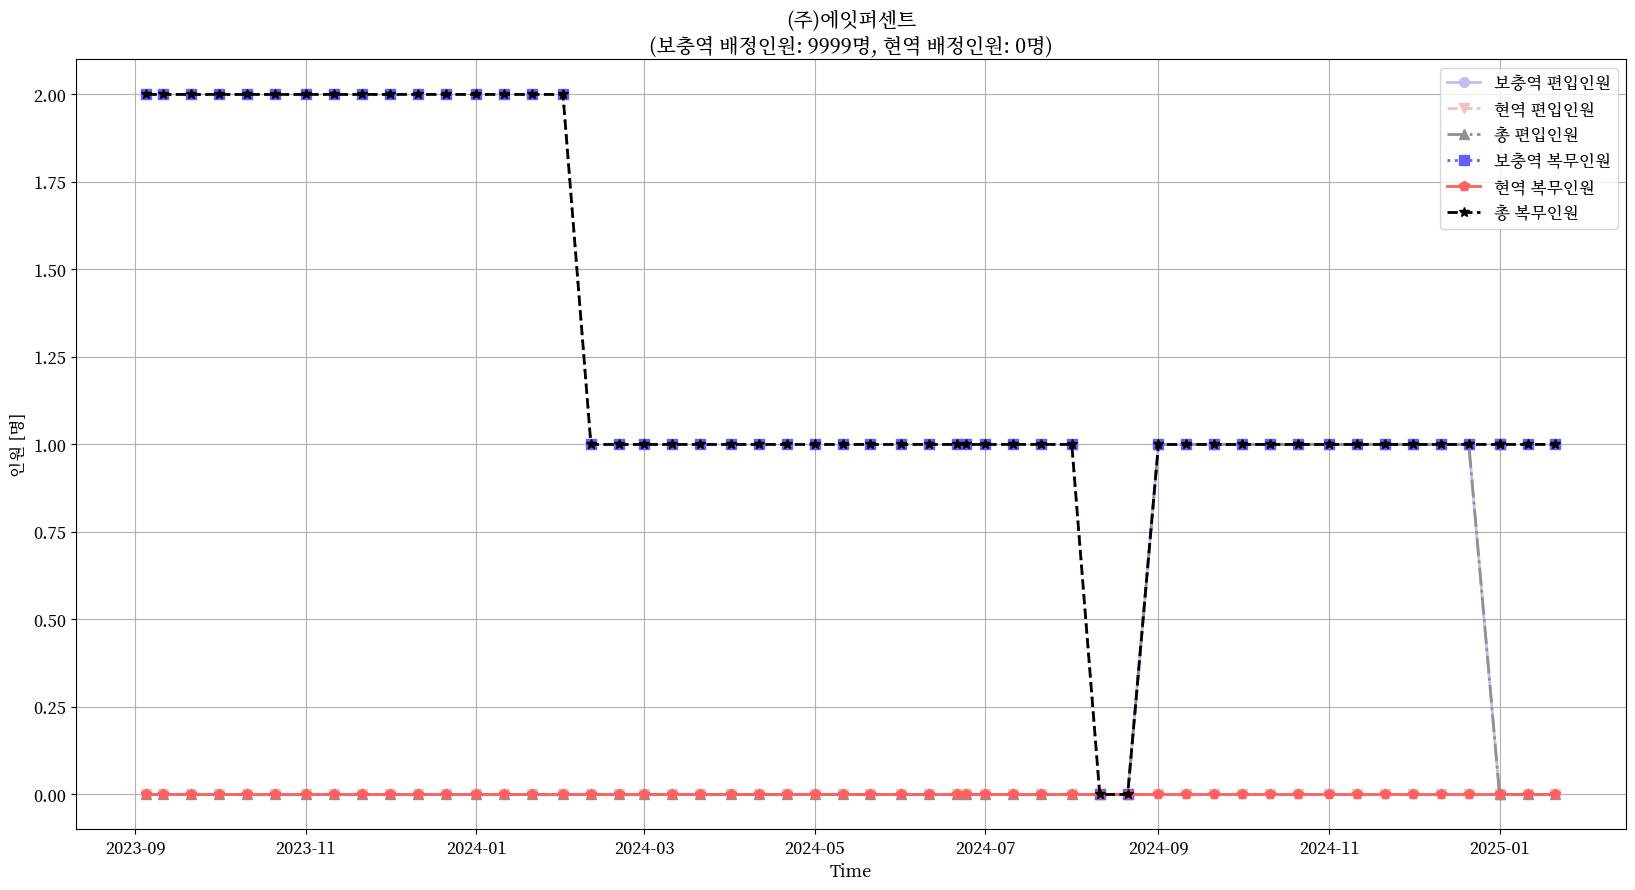 (주)에잇퍼센트
(보충역 배정인원: 9999명, 현역 배정인원: 0명)
보충역 편입인원
현역 편입인원
총 편입인원
보충역 복무인원
현역 복무인원
총 복무인원
2.00
1.75
1.50
1.25
1.00
0.75
0.50
0.25
0.00
인원 [명]
2023-09 2023-11 2024-01 2024-03 2024-05 2024-07 2024-09 2024-11 2025-01
Time